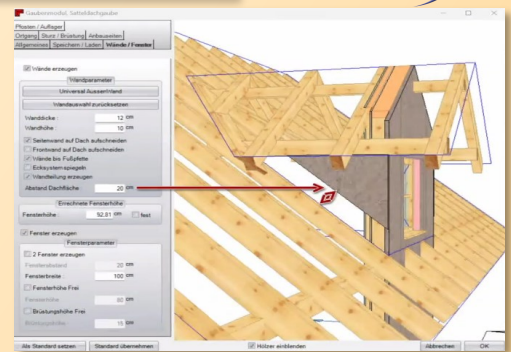 Gaubenmodul, Satteldachgaube
Pfosten / Auflager
Ortgang Sturz / Brüstung Anbauseiten
Allgemeines Speichern / Laden Wände / Fenster
Wände erzeugen
Wandparameter
Universal AussenWand
Wandauswahl zurücksetzen
Wanddicke : 12 cm
Wandhöhe : 10 cm
Seitenwand auf Dach aufschneiden
Frontwand auf Dach aufschneiden
Wände bis Fußpfette
Ecksystem spiegeln
Wandteilung erzeugen
Abstand Dachfläche : 20 cm
Errechnete Fensterhöhe
Fensterhöhe : 92.81 cm fest
Fenster erzeugen
Fensterparameter
2 Fenster erzeugen
Fensterabstand 20 cm
Fensterbreite : 100 cm
Fensterhöhe Frei
Fensterhöhe 60 cm
Brüstungshöhe Frei
Brüstungshöhe 15 cm
Als Standard setzen Standard übernehmen Hölzer einblenden Abbrechen OK